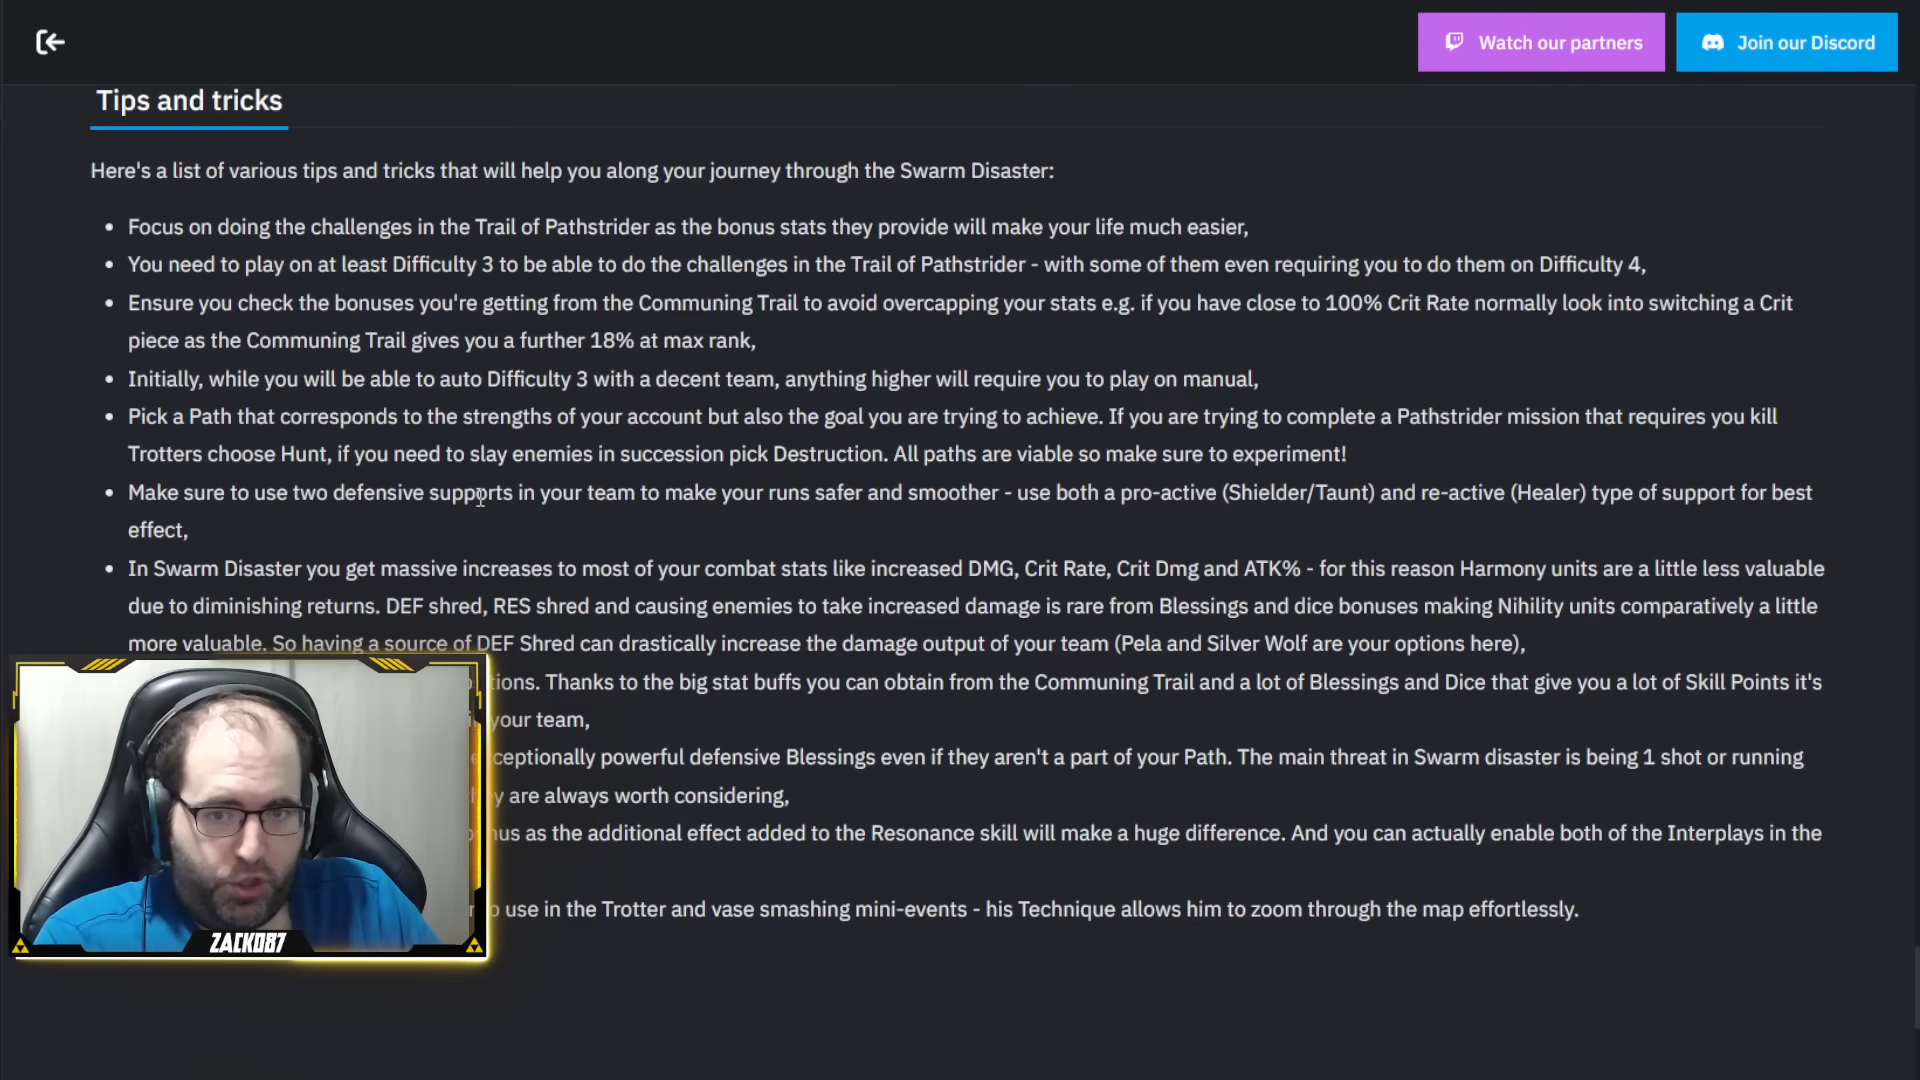 Watch our partners
Join our Discord
Tips and tricks
Here's a list of various tips and tricks that will help you along your journey through the Swarm Disaster:
Focus on doing the challenges in the Trail of Pathstrider as the bonus stats they provide will make your life much easier,
You need to play on at least Difficulty 3 to be able to do the challenges in the Trail of Pathstrider - with some of them even requiring you to do them on Difficulty 4,
Ensure you check the bonuses you're getting from the Communing Trail to avoid overcapping your stats e.g. if you have close to 100% Crit Rate normally look into switching a Crit
piece as the Communing Trail gives you a further 18% at max rank,
Initially, while you will be able to auto Difficulty 3 with a decent team, anything higher will require you to play on manual,
Pick a Path that corresponds to the strengths of your account but also the goal you are trying to achieve. If you are trying to complete a Pathstrider mission that requires you kill
Trotters choose Hunt, if you need to slay enemies in succession pick Destruction. All paths are viable so make sure to experiment!
Make sure to use two defensive supports in your team to make your runs safer and smoother - use both a pro-active (Shielder/Taunt) and re-active (Healer) type of support for best
effect,
In Swarm Disaster you get massive increases to most of your combat stats like increased DMG, Crit Rate, Crit Dmg and ATK% - for this reason Harmony units are a little less valuable
due to diminishing returns. DEF shred, RES shred and causing enemies to take increased damage is rare from Blessings and dice bonuses making Nihility units comparatively a little
more valuable. So having a source of DEF Shred can drastically increase the damage output of your team (Pela and Silver Wolf are your options here),
tions. Thanks to the big stat buffs you can obtain from the Communing Trail and a lot of Blessings and Dice that give you a lot of Skill Points it's
your team,
ceptionally powerful defensive Blessings even if they aren't a part of your Path. The main threat in Swarm disaster is being 1 shot or running
y are always worth considering,
nus as the additional effect added to the Resonance skill will make a huge difference. And you can actually enable both of the Interplays in the
o use in the Trotter and vase smashing mini-events - his Technique allows him to zoom through the map effortlessly.
ZACK087